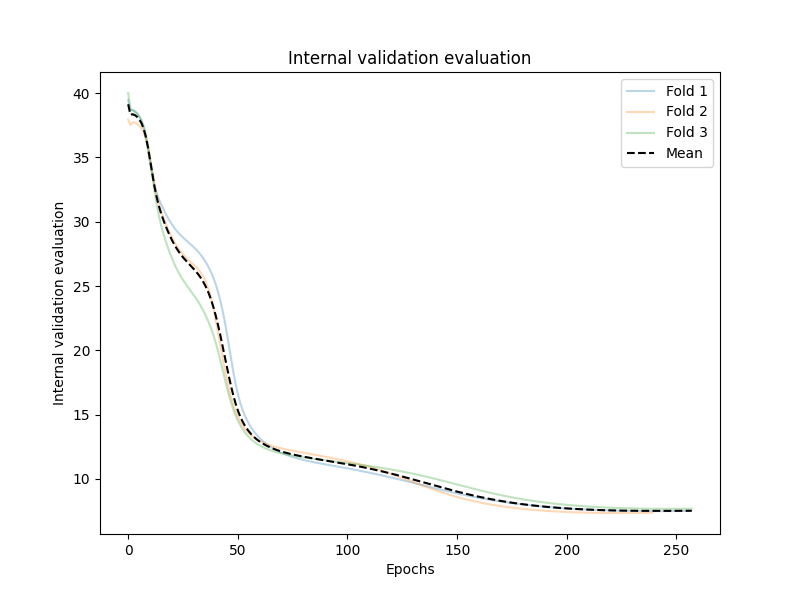 Internal validation evaluation
Internal validation evaluation
40
35
30
25
20
15
10
Fold 1
Fold 2
Fold 3
Mean
0 50 100 150 200 250
Epochs